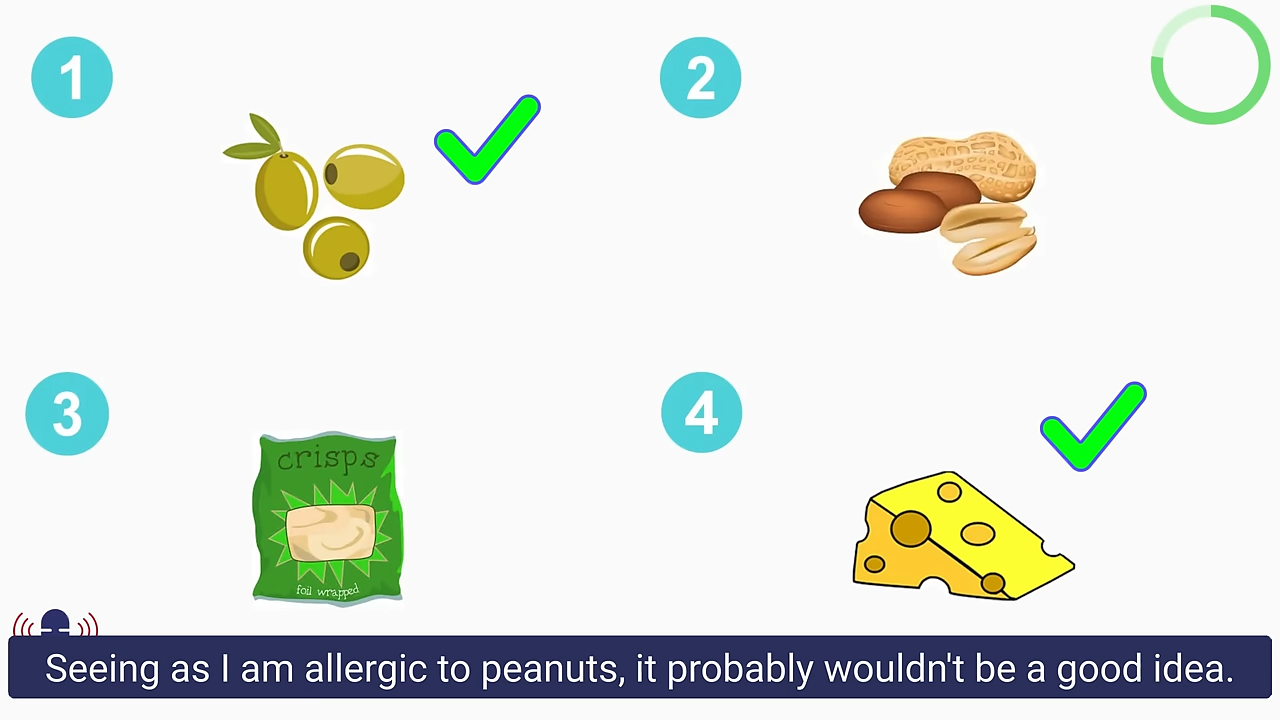 1
2
3
crisps
foil wrapped
4
Seeing as I am allergic to peanuts, it probably wouldn't be a good idea.